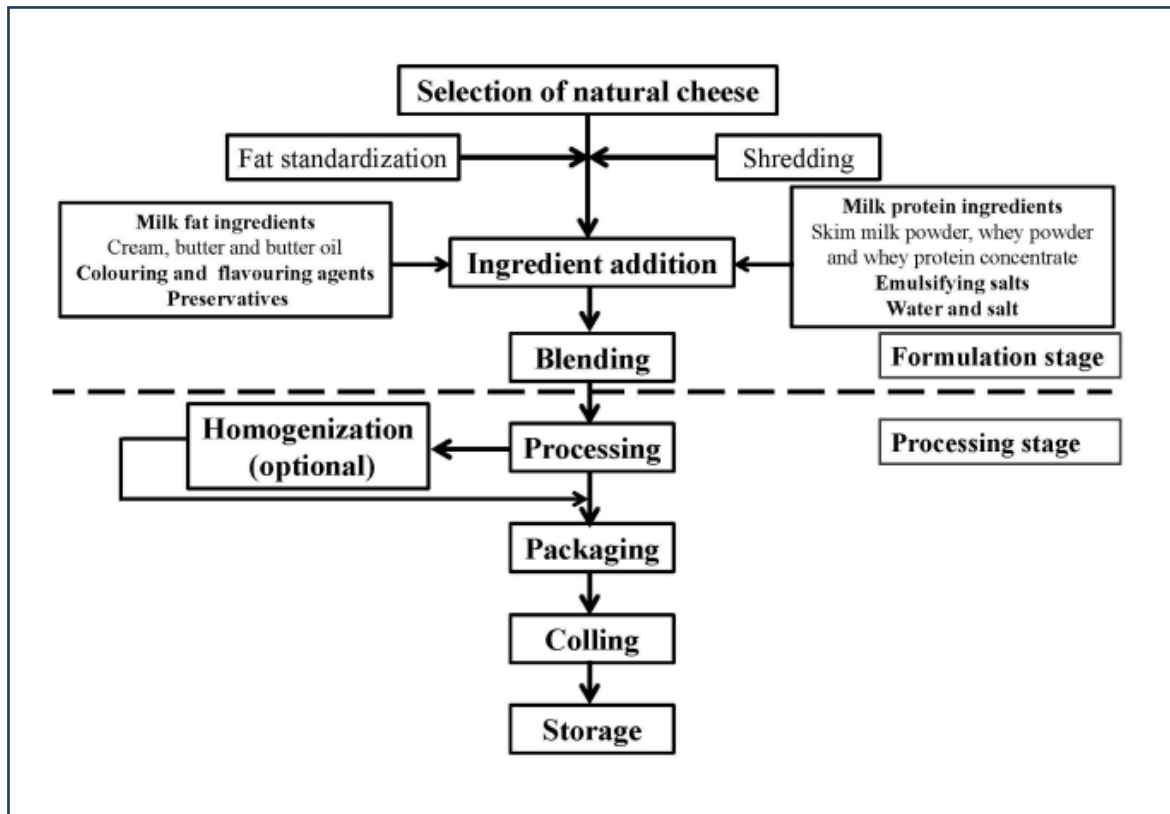 Selection of natural cheese
Fat standardization
Shredding
Milk fat ingredients
Cream, butter and butter oil
Colouring and flavouring agents
Preservatives
Ingredient addition
Milk protein ingredients
Skim milk powder, whey powder
and whey protein concentrate
Emulsifying salts
Water and salt
Blending
Formulation stage
Homogenization
(optional)
Processing
Processing stage
Packaging
Colling
Storage